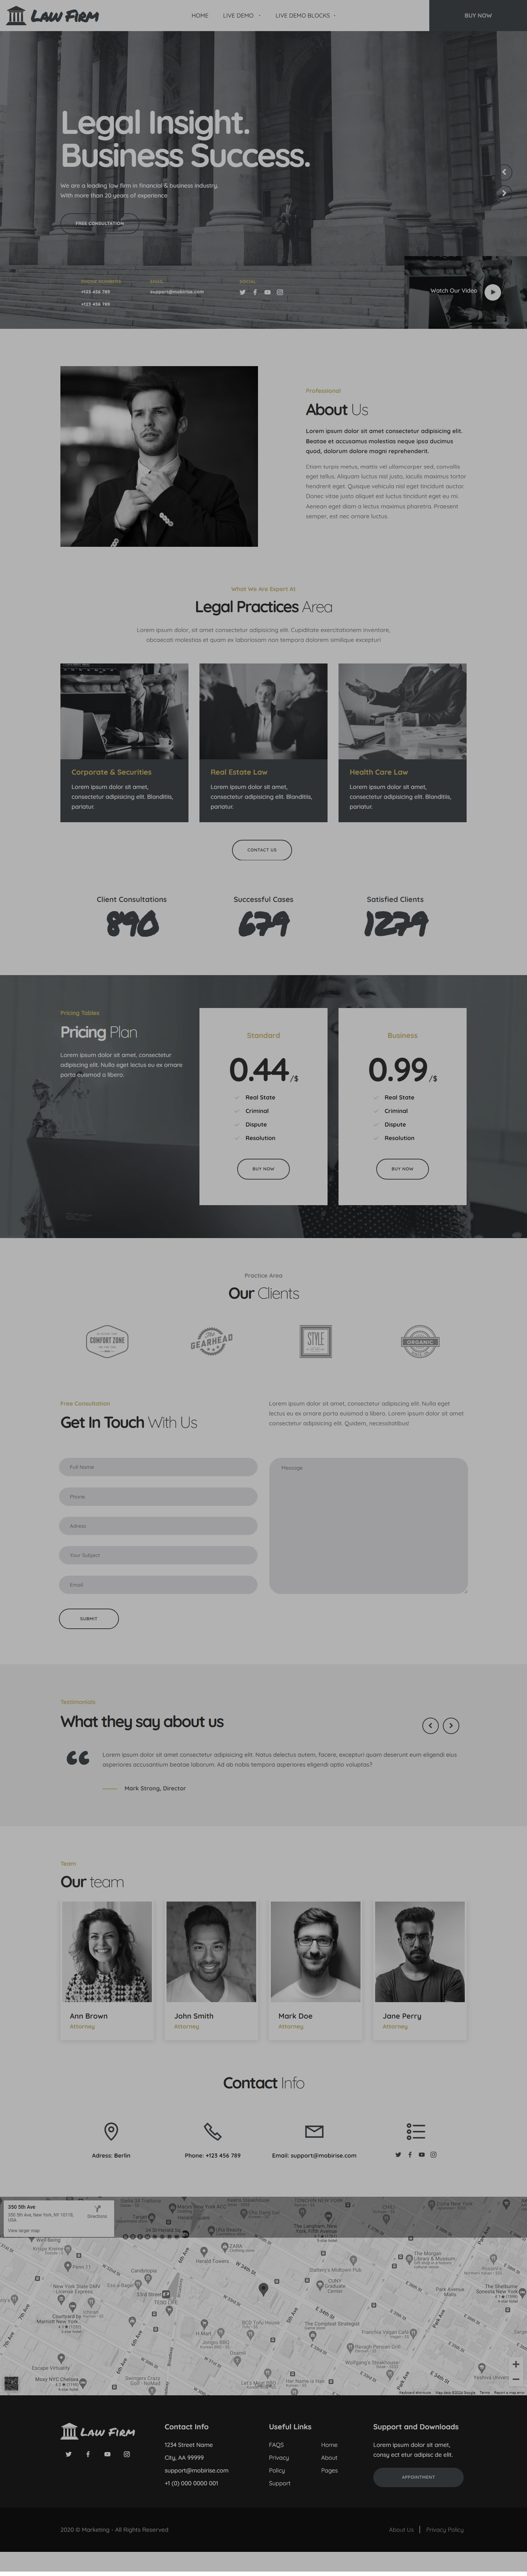 LAW FIRM
HOME LIVE DEMO LIVE DEMO BLOCKS BUY NOW
Legal Insight.
Business Success.
We are a leading law firm in financial & business industry
With more than 20 years of experience
FREE CONSULTATION
PHONE NUMBERS
+123 456 789
+123 456 789
EMAIL
support@mobirise.com
SOCIAL
Watch Our Video
Professional
About Us
Lorem ipsum dolor sit amet consectetur adipisicing elit.
Beatae et accusamus molestias neque ipsa ducimus
quod, dolorum dolore magni reprehenderit.
Etiam turpis metus, mattis vel ullamcorper sed, convallis
eget tellus. Aliquam luctus nisl justo, iaculis maximus tortor
hendrerit eget. Quisque vehicula nisl eget tincidunt auctor.
Donec vitae justo aliquet est luctus tincidunt eget eu mi.
Aenean eget diam a lectus maximus pharetra. Praesent
semper, est nec ornare luctus.
What We Are Expert At
Legal Practices Area
Lorem ipsum dolor, sit amet consectetur adipisicing elit. Cupiditate exercitationem inventore,
obcaecati molestias et quam ex laboriosam non tempora dolorem similique excepturi
Corporate & Securities
Lorem ipsum dolor sit amet,
consectetur adipisicing elit. Blanditiis,
pariatur.
Real Estate Law
Lorem ipsum dolor sit amet,
consectetur adipisicing elit. Blanditiis,
pariatur.
Health Care Law
Lorem ipsum dolor sit amet,
consectetur adipisicing elit. Blanditiis,
pariatur.
CONTACT US
Client Consultations
890
Successful Cases
679
Satisfied Clients
1279
Pricing Tables
Pricing Plan
Lorem ipsum dolor sit amet, consectetur
adipiscing elit. Nulla eget lectus eu ex ornare
porta euismod a libero.
Standard
0.44/$
Real State
Criminal
Dispute
Resolution
BUY NOW
Business
0.99/$
Real State
Criminal
Dispute
Resolution
BUY NOW
Practice Area
Our Clients
COMFORT ZONE
The GEARHEAD
STYLE
ORGANIC
Free Consultation
Get In Touch With Us
Lorem ipsum dolor sit amet, consectetur adipiscing elit. Nulla eget
lectus eu ex ornare porta euismod a libero. Lorem ipsum dolor sit amet
consectetur adipisicing elit. Quidem, necessitatibus!
Full Name
Phone
Adress
Your Subject
Email
Message
SUBMIT
Testimonials
What they say about us
Lorem ipsum dolor sit amet consectetur adipisicing elit. Natus delectus autem, facere, excepturi quam deserunt eum eligendi eius
asperiores accusantium beatae laborum. Ad ab nobis tempora asperiores eligendi optio voluptas?
Mark Strong, Director
Team
Our team
Ann Brown
Attorney
John Smith
Attorney
Mark Doe
Attorney
Jane Perry
Attorney
Contact Info
Adress: Berlin
Phone: +123 456 789
Email: support@mobirise.com
350 5th Ave
350 5th Ave, New York, NY 10118,
USA
Directions
View larger map
LAW FIRM
Contact Info
1234 Street Name
City, AA 99999
support@mobirise.com
+1 (0) 000 0000 001
Useful Links
FAQS
Privacy
Policy
Support
Home
About
Pages
Support and Downloads
Lorem ipsum dolor sit amet,
consy ect etur adipisc de elit.
APPOINTMENT
2020 © Marketing - All Rights Reserved
About Us | Privacy Policy